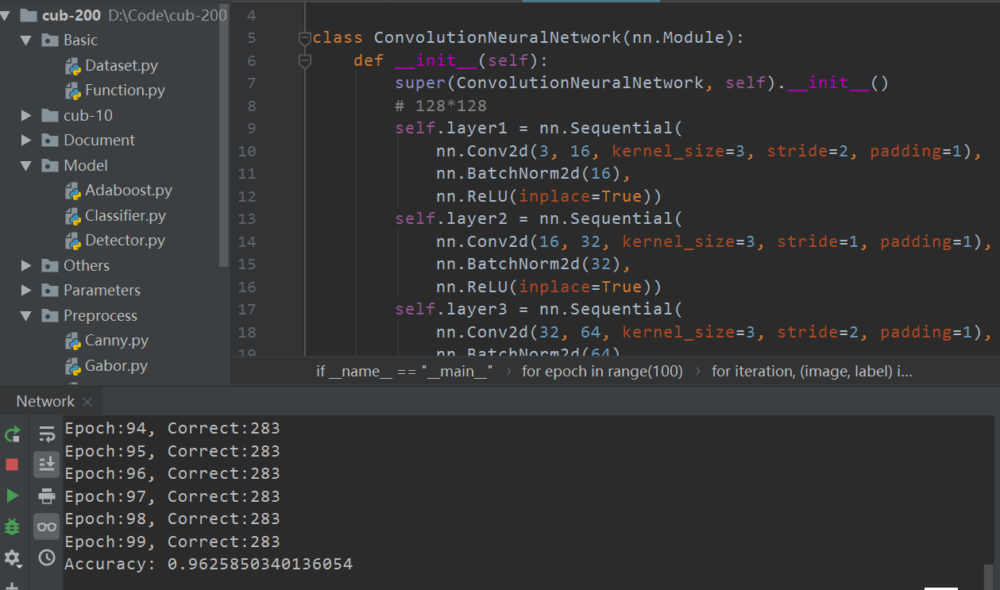 cub-200 D:\Code\cub-200
Basic
Dataset.py
Function.py
cub-10
Document
Model
Adaboost.py
Classifier.py
Detector.py
Others
Parameters
Preprocess
Canny.py
Gabor.py
4
5 class ConvolutionNeuralNetwork(nn.Module):
6 def __init__(self):
7 super(ConvolutionNeuralNetwork, self).__init__()
8 # 128*128
9 self.layer1 = nn.Sequential(
10 nn.Conv2d(3, 16, kernel_size=3, stride=2, padding=1),
11 nn.BatchNorm2d(16),
12 nn.ReLU(inplace=True))
13 self.layer2 = nn.Sequential(
14 nn.Conv2d(16, 32, kernel_size=3, stride=1, padding=1),
15 nn.BatchNorm2d(32),
16 nn.ReLU(inplace=True))
17 self.layer3 = nn.Sequential(
18 nn.Conv2d(32, 64, kernel_size=3, stride=2, padding=1),
19 nn.BatchNorm2d(64)
if __name__ == "__main__" › for epoch in range(100) › for iteration, (image, label) i...
Network
Epoch:94, Correct:283
Epoch:95, Correct:283
Epoch:96, Correct:283
Epoch:97, Correct:283
Epoch:98, Correct:283
Epoch:99, Correct:283
Accuracy: 0.9625850340136054